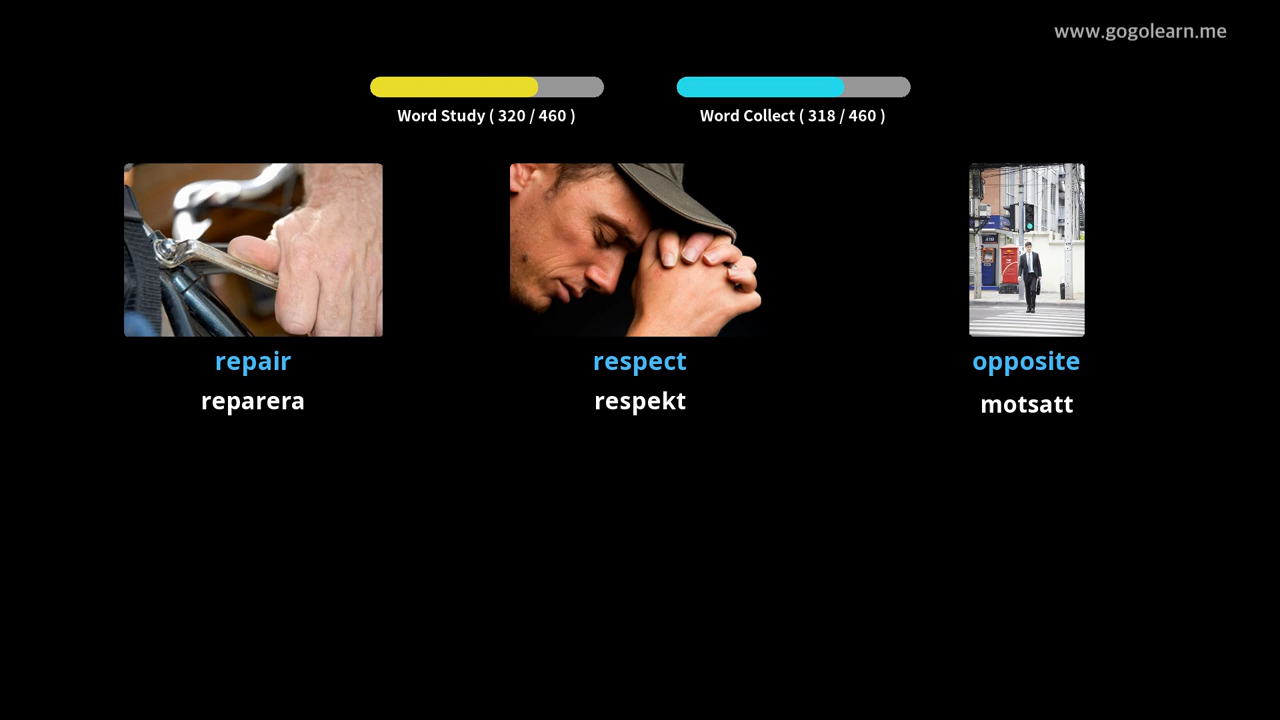 www.gogolearn.me
Word Study ( 320 / 460 )
Word Collect ( 318 / 460 )
repair
reparera
respect
respekt
opposite
motsatt